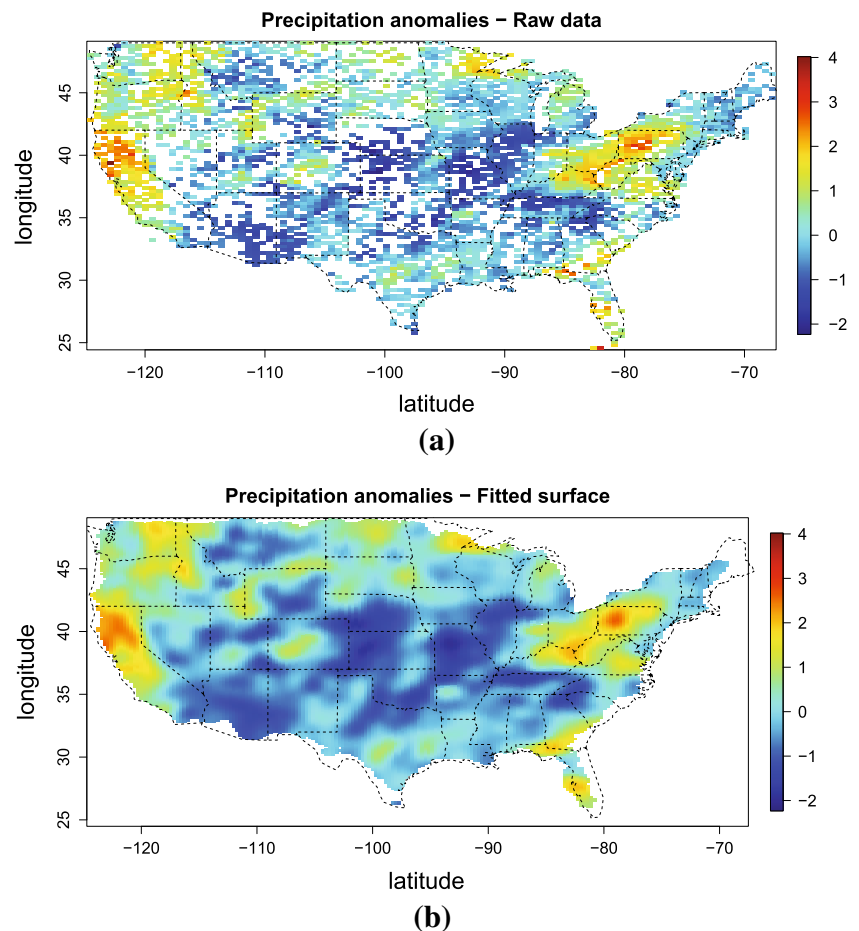 Precipitation anomalies − Raw data
longitude
45
40
35
30
25
−120 −110 −100 −90 −80 −70
latitude
4
3
2
1
0
−1
−2
(a)
Precipitation anomalies − Fitted surface
longitude
45
40
35
30
25
−120 −110 −100 −90 −80 −70
latitude
4
3
2
1
0
−1
−2
(b)